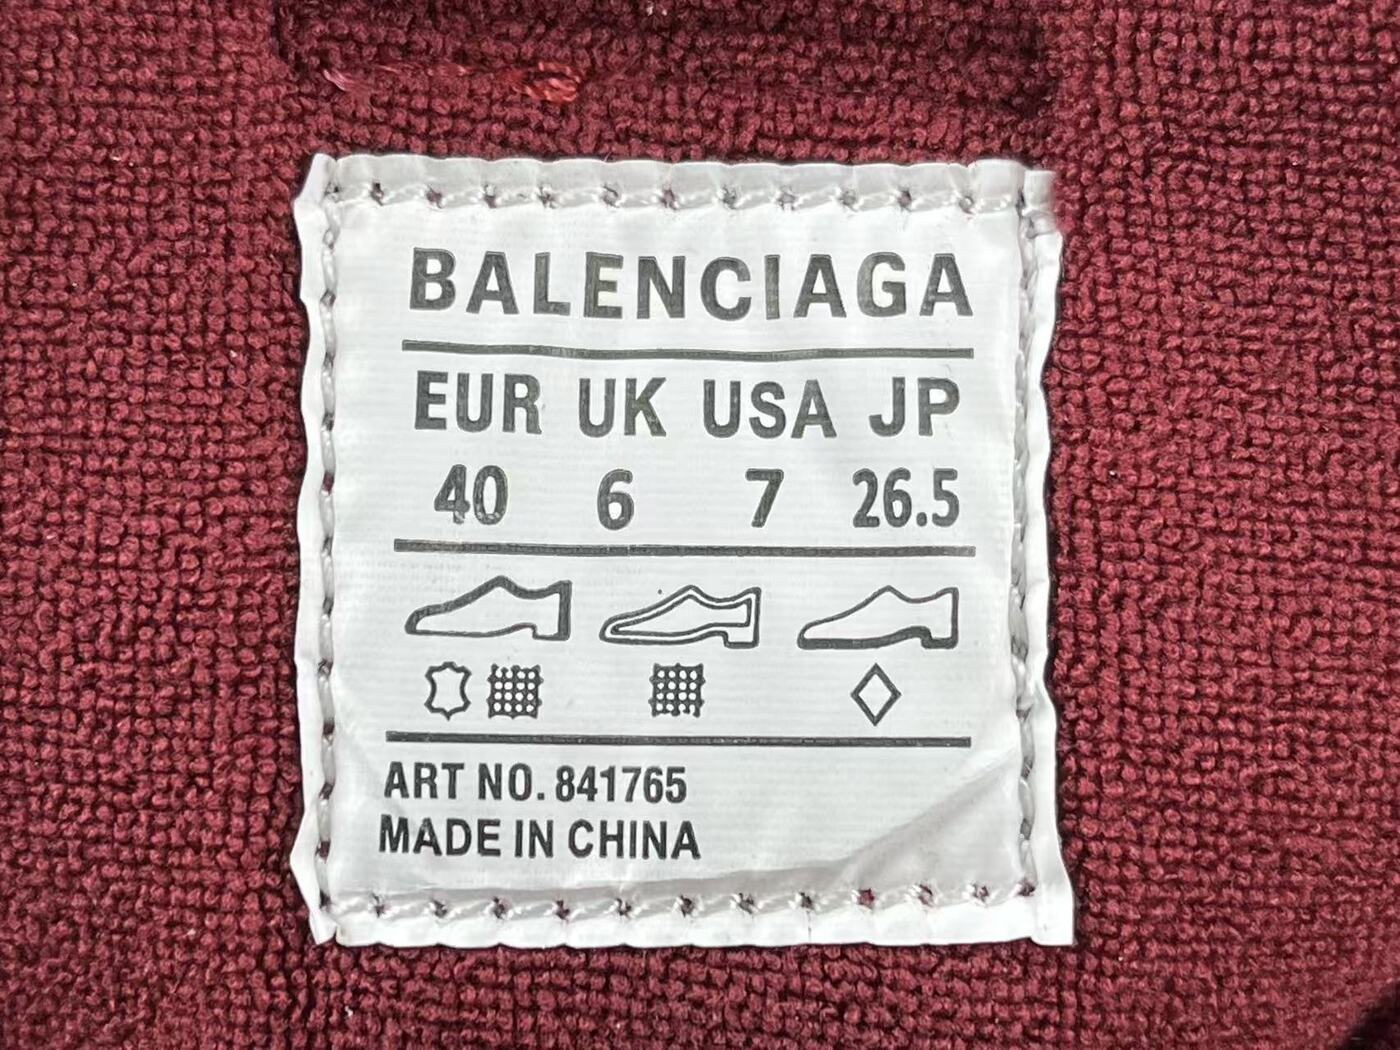 BALENCIAGA
EUR UK USA JP
40 6 7 26.5
ART NO. 841765
MADE IN CHINA